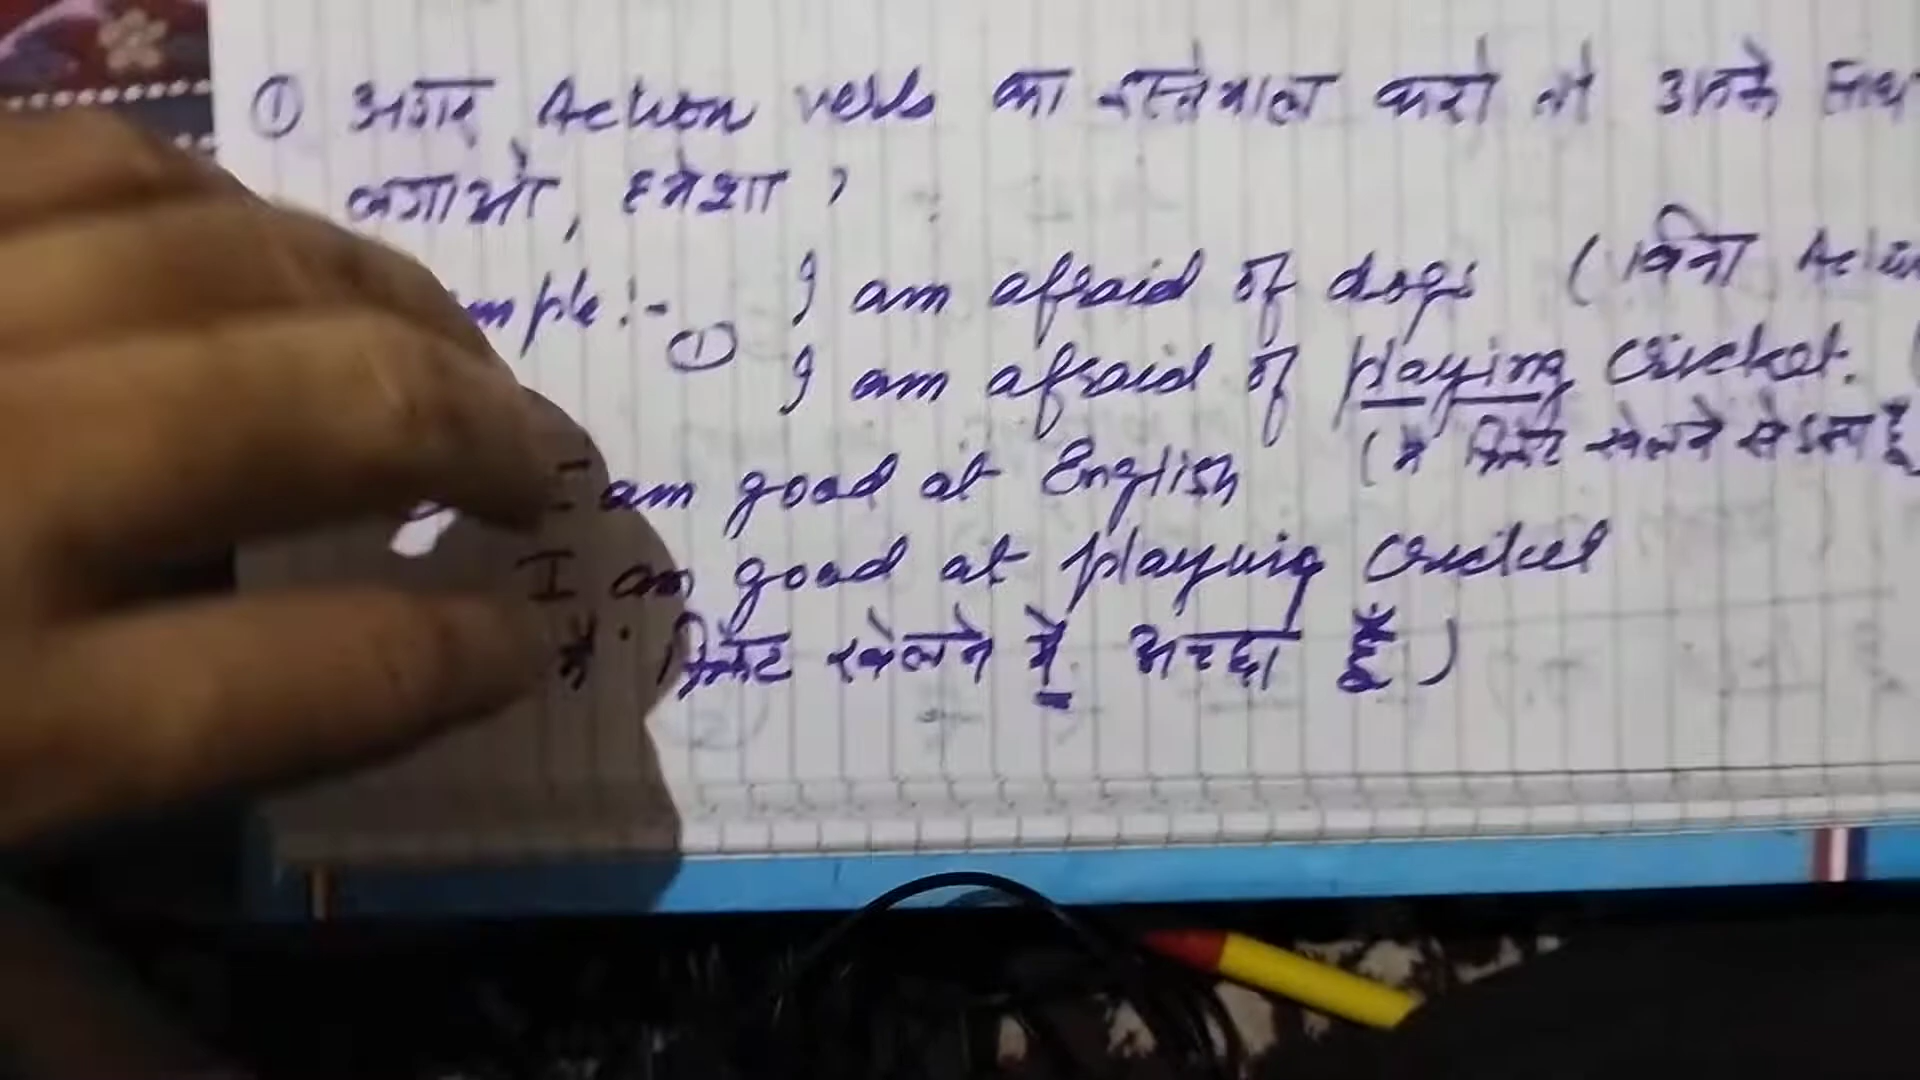 ① अगर Action verb का इस्तेमाल करो तो उसके साथ
लगाओ, हमेशा ?
mple :- ① I am afraid of dogs (बिना Action
I am afraid of playing cricket. (
(मै क्रिकेट खेलने से डरता हूँ
I am good at English
I am good at playing cricket
मै क्रिकेट खेलने में अच्छा हूँ)